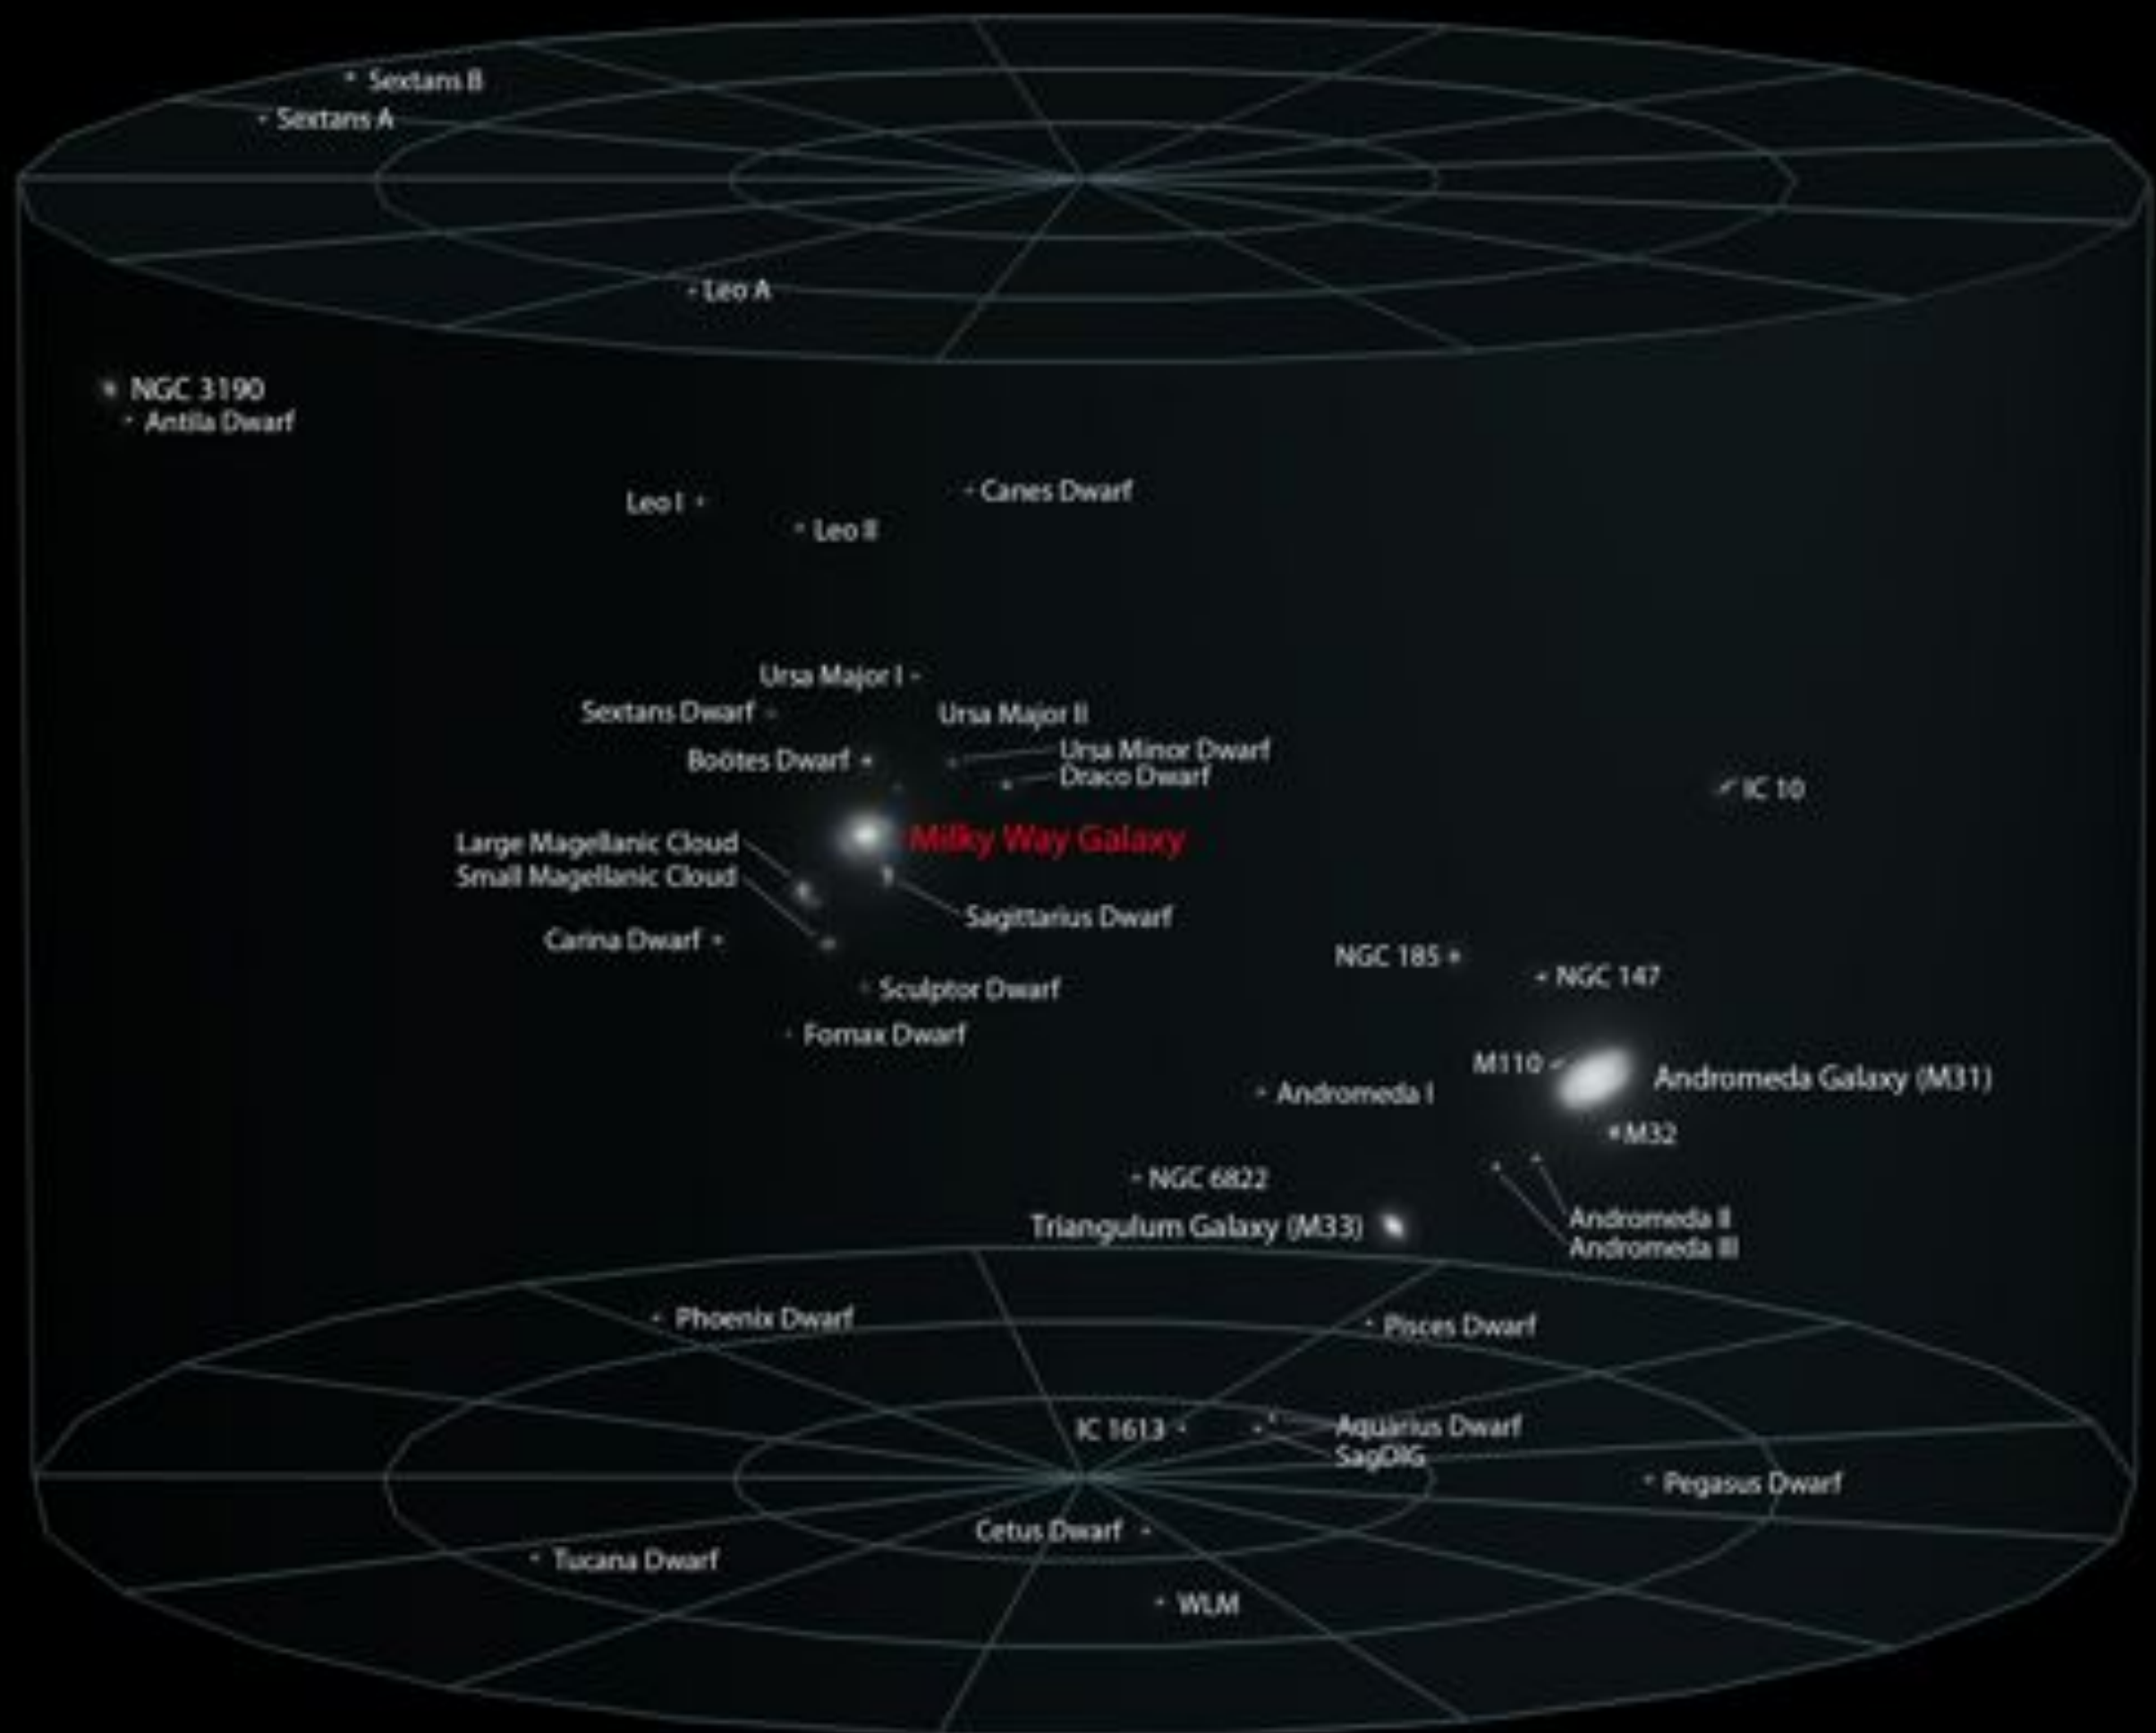 Sextans B
Sextans A
Leo A
NGC 3190
Antila Dwarf
Canes Dwarf
Leo I
Leo II
Ursa Major I
Sextans Dwarf
Ursa Major II
Ursa Minor Dwarf
Boötes Dwarf
Draco Dwarf
IC 10
Milky Way Galaxy
Large Magellanic Cloud
Small Magellanic Cloud
Sagittarius Dwarf
Carina Dwarf
NGC 185
NGC 147
Sculptor Dwarf
Fornax Dwarf
M110
Andromeda Galaxy (M31)
Andromeda I
M32
NGC 6822
Andromeda II
Triangulum Galaxy (M33)
Andromeda III
Phoenix Dwarf
Pisces Dwarf
IC 1613
Aquarius Dwarf
SagDIG
Pegasus Dwarf
Cetus Dwarf
Tucana Dwarf
WLM